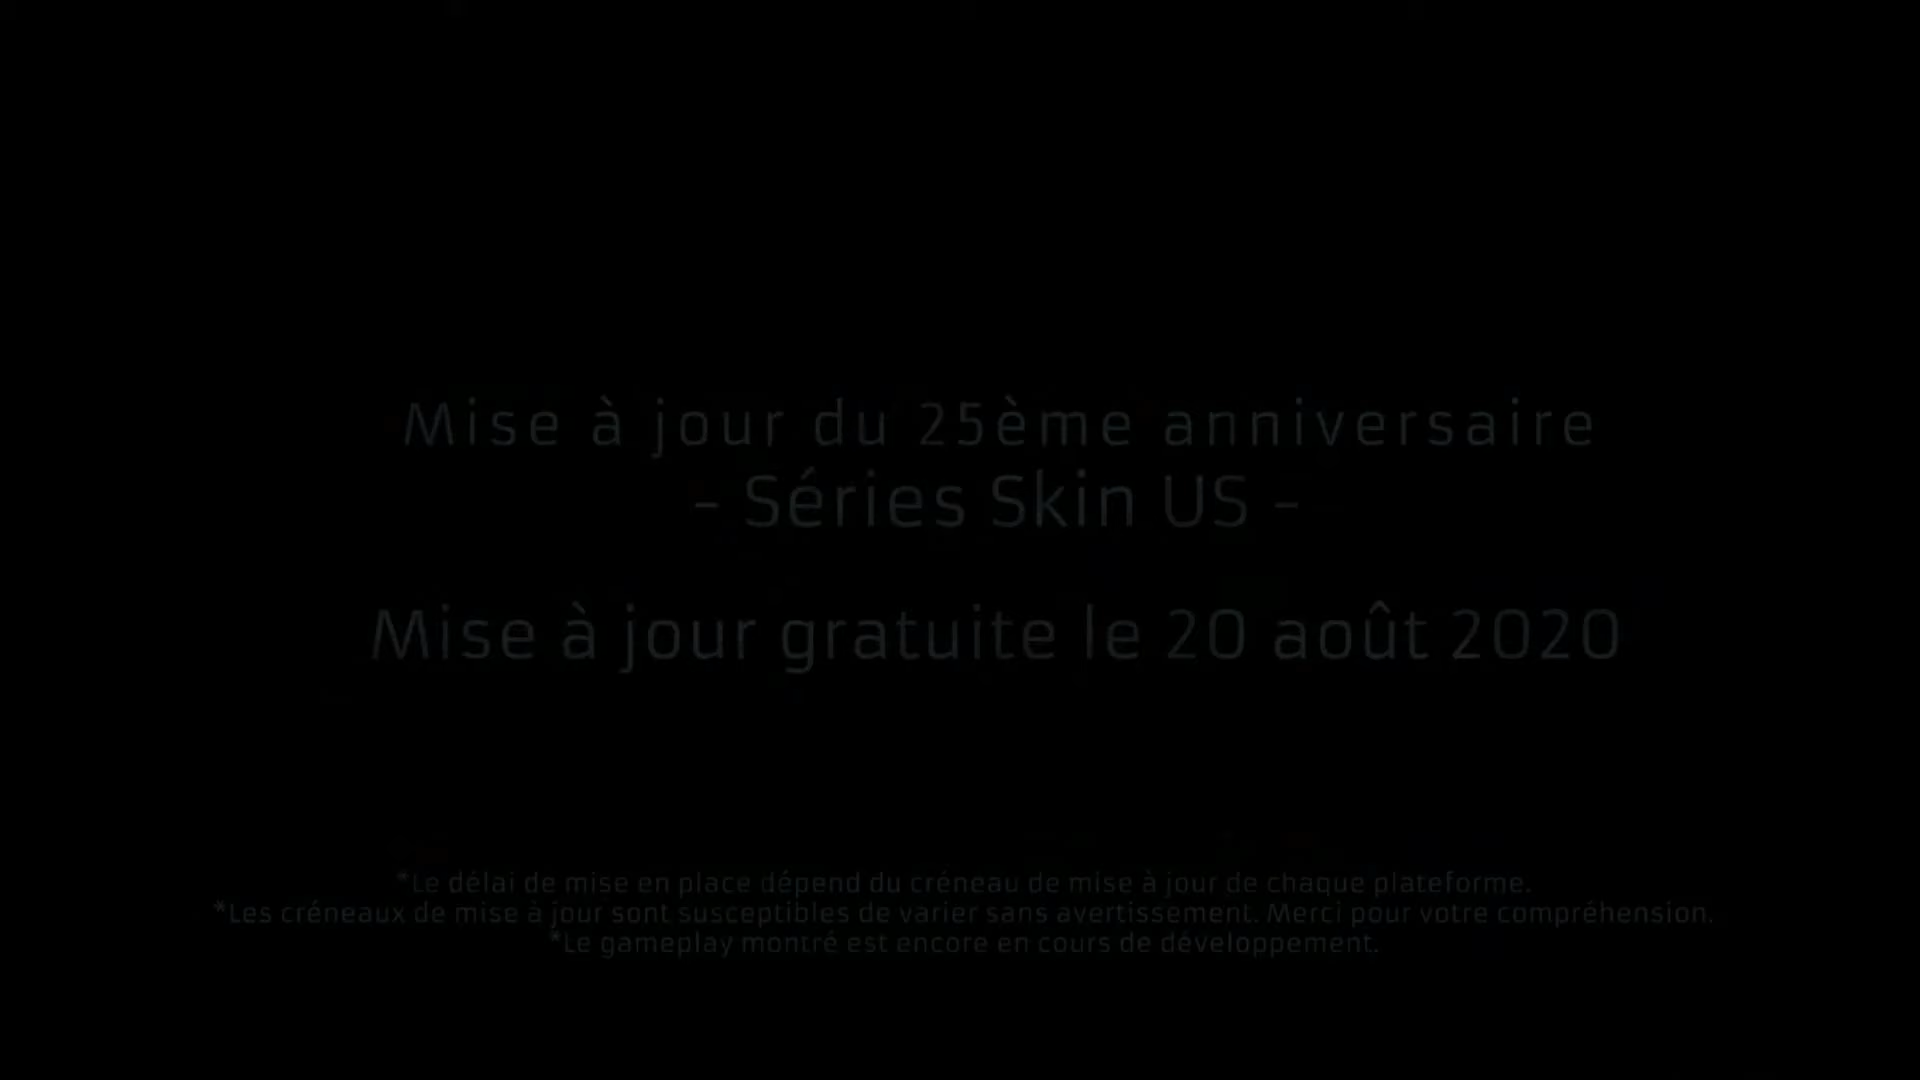 Mise à jour du 25ème anniversaire
- Séries Skin US -
Mise à jour gratuite le 20 août 2020
*Le délai de mise en place dépend du créneau de mise à jour de chaque plateforme.
*Les créneaux de mise à jour sont susceptibles de varier sans avertissement. Merci pour votre compréhension.
*Le gameplay montré est encore en cours de développement.